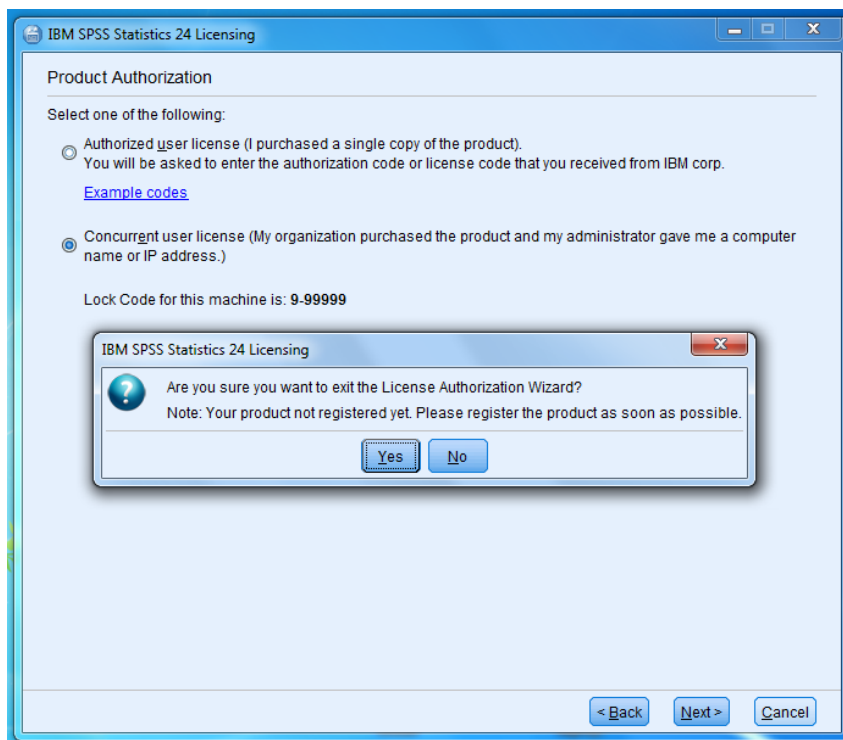 IBM SPSS Statistics 24 Licensing
Product Authorization
Select one of the following:
Authorized user license (I purchased a single copy of the product).
You will be asked to enter the authorization code or license code that you received from IBM corp.
Example codes
Concurrent user license (My organization purchased the product and my administrator gave me a computer
name or IP address.)
Lock Code for this machine is: 9-99999
IBM SPSS Statistics 24 Licensing
Are you sure you want to exit the License Authorization Wizard?
Note: Your product not registered yet. Please register the product as soon as possible.
Yes No
< Back Next > Cancel